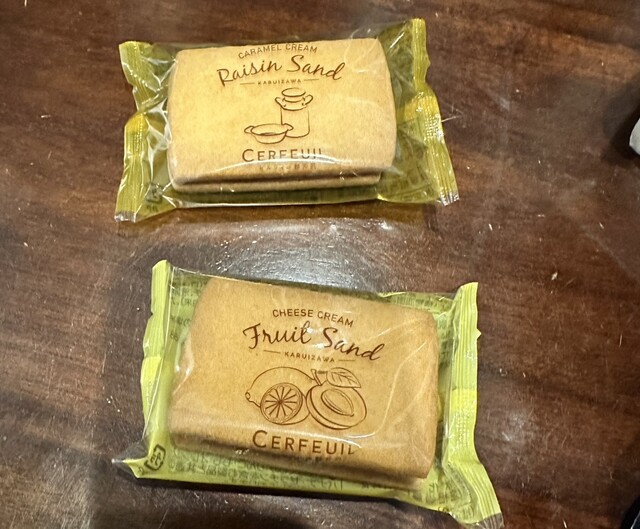 CARAMEL CREAM
Raisin Sand
KARUIZAWA
CERFEUIL
CHEESE CREAM
Fruit Sand
KARUIZAWA
CERFEUIL